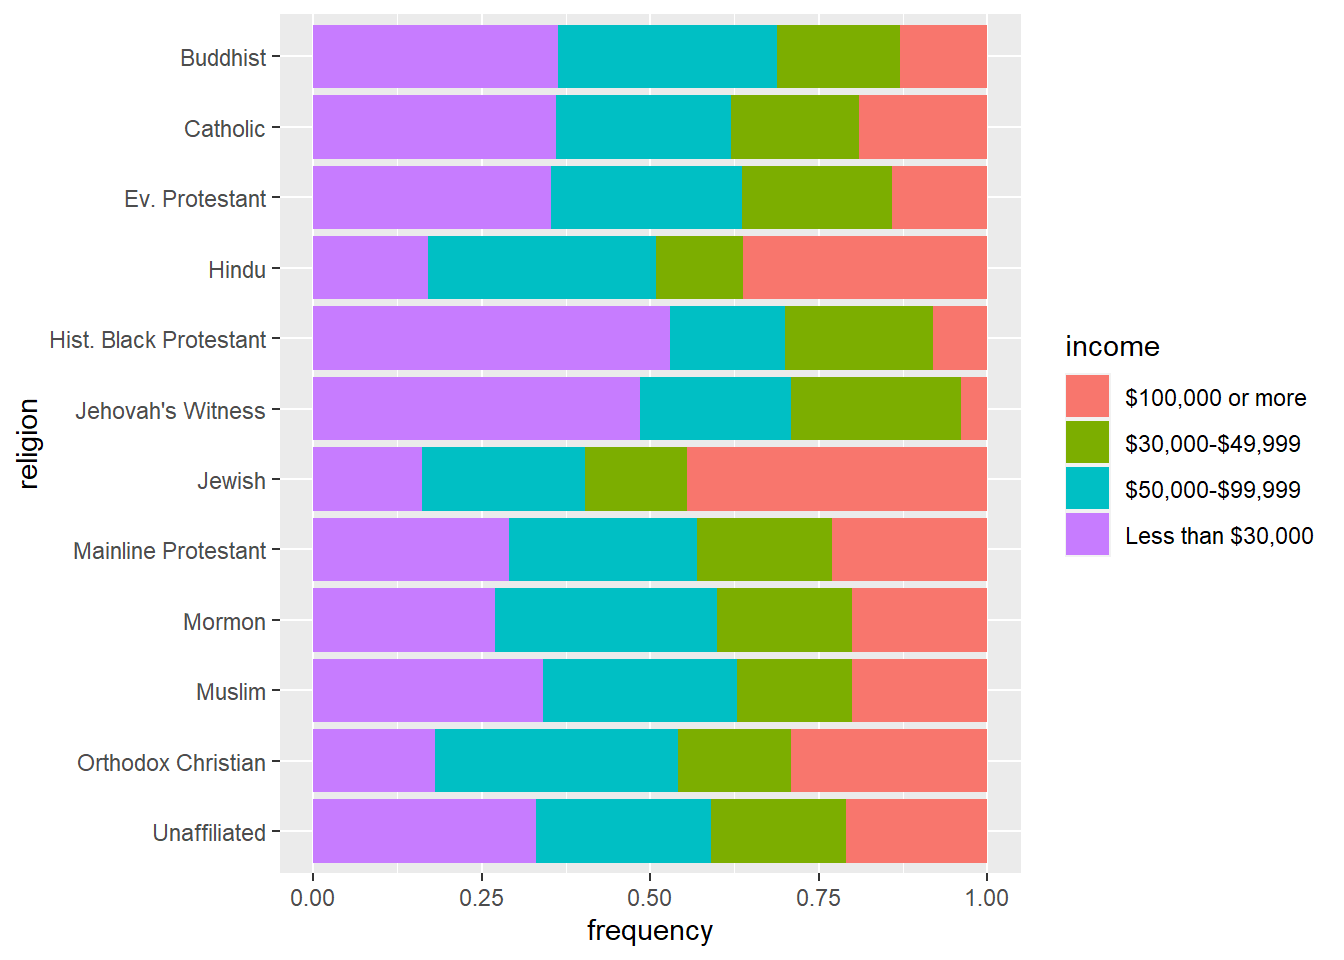 religion
Buddhist
Catholic
Ev. Protestant
Hindu
Hist. Black Protestant
Jehovah's Witness
Jewish
Mainline Protestant
Mormon
Muslim
Orthodox Christian
Unaffiliated
0.00 0.25 0.50 0.75 1.00
frequency
income
$100,000 or more
$30,000-$49,999
$50,000-$99,999
Less than $30,000